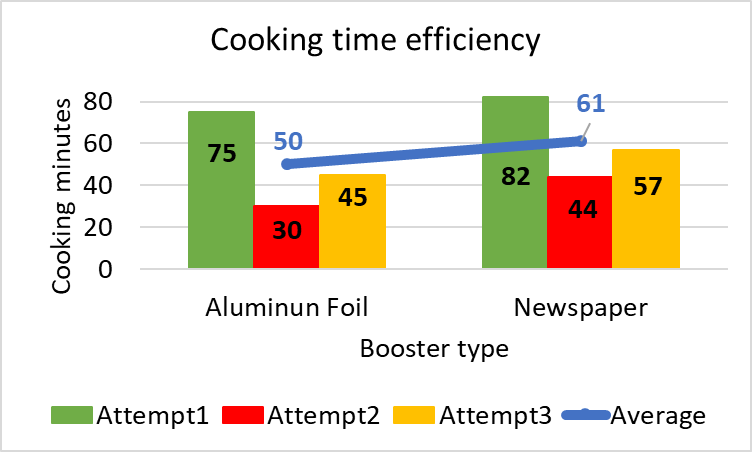 Cooking time efficiency
Cooking minutes
80
60
40
20
0
75
30
45
50
82
44
57
61
Aluminun Foil
Newspaper
Booster type
Attempt1
Attempt2
Attempt3
Average